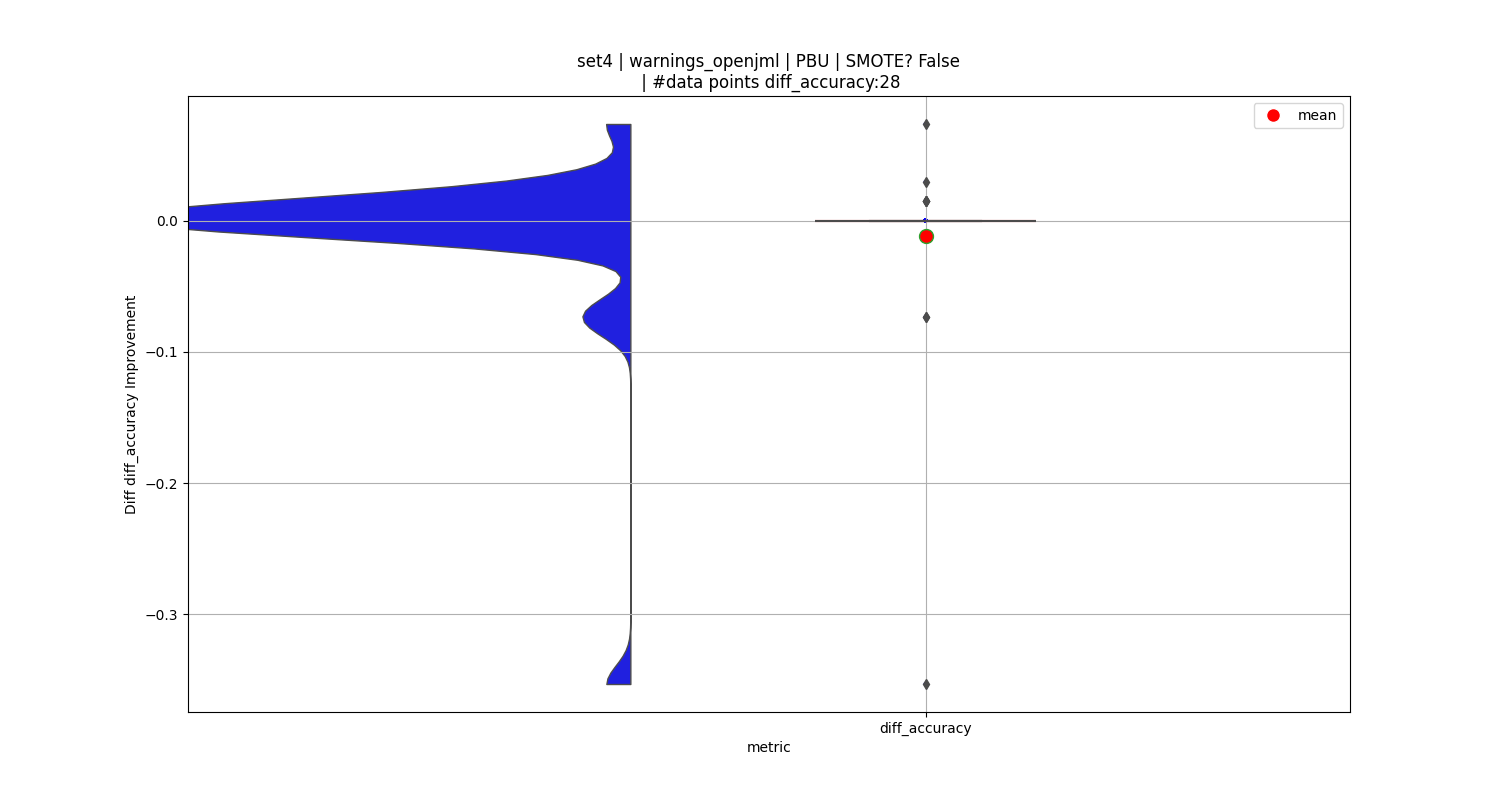 set4 | warnings_openjml | PBU | SMOTE? False
| #data points diff_accuracy:28
mean
0.0
−0.1
−0.2
−0.3
Diff diff_accuracy Improvement
diff_accuracy
metric